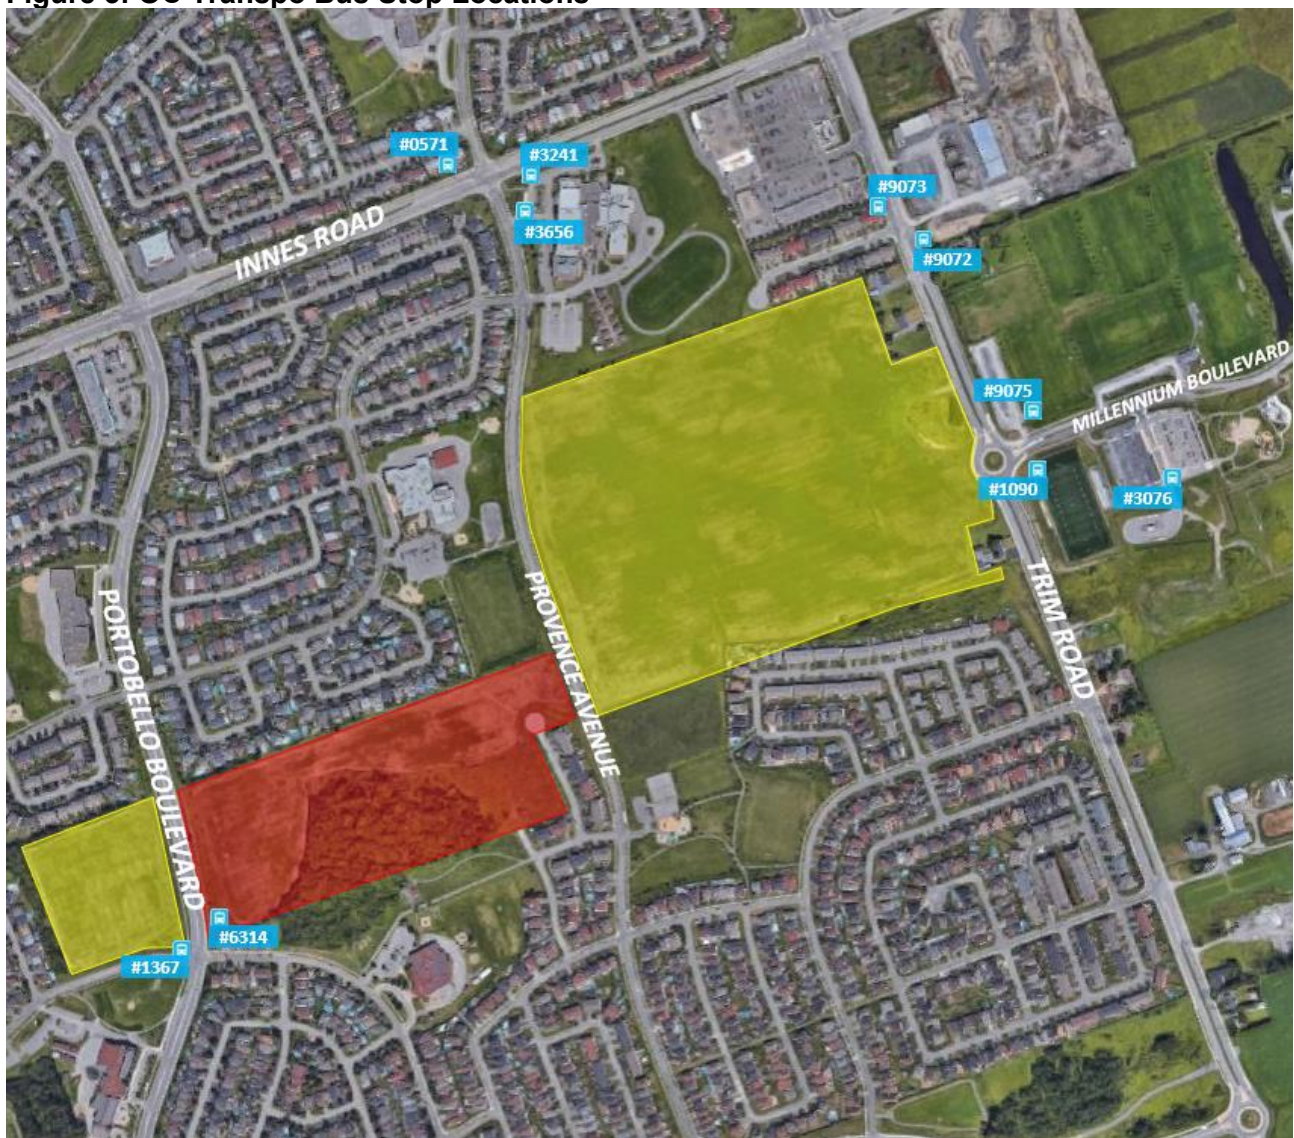 Figure 5: OC Transpo Bus Stop Locations
#0571
#3241
#9073
#3656
INNES ROAD
#9072
#9075
MILLENNIUM BOULEVARD
#1090
#3076
PROVENCE AVENUE
TRIM ROAD
PORTOBELLO BOULEVARD
#6314
#1367